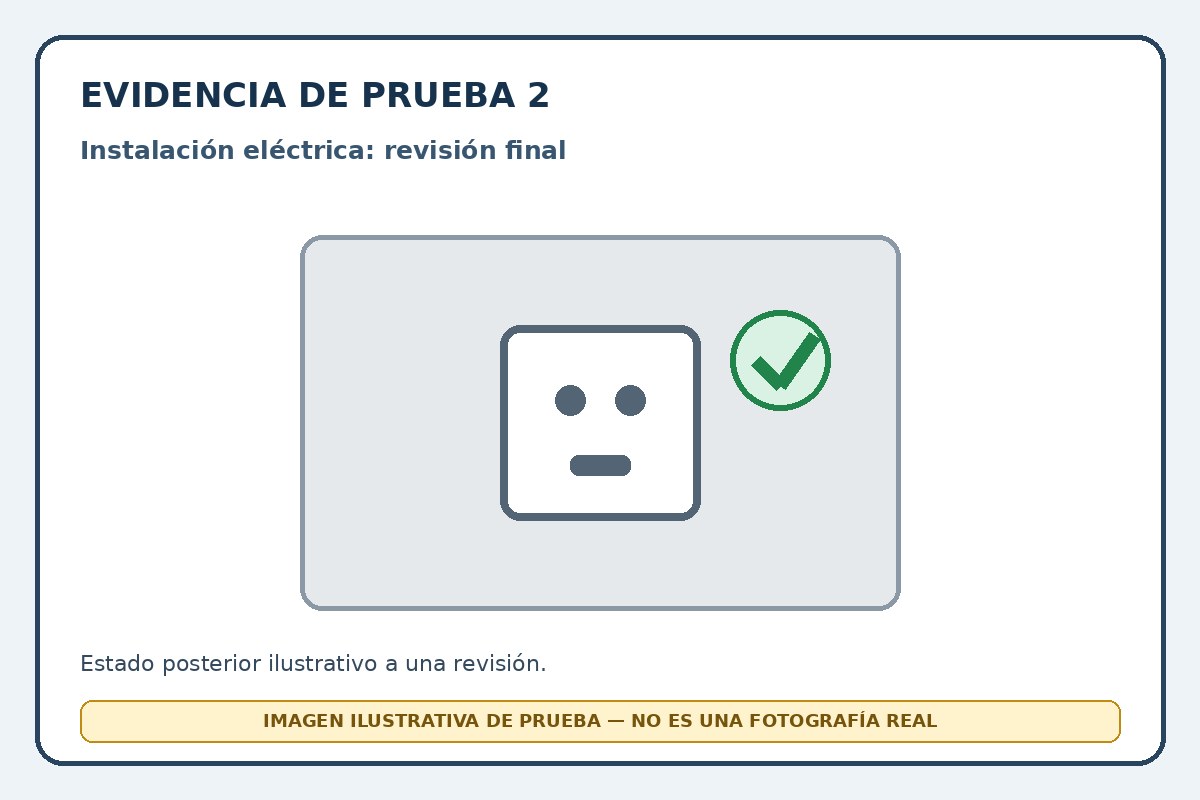 EVIDENCIA DE PRUEBA 2
Instalación eléctrica: revisión final
Estado posterior ilustrativo a una revisión.
IMAGEN ILUSTRATIVA DE PRUEBA — NO ES UNA FOTOGRAFÍA REAL